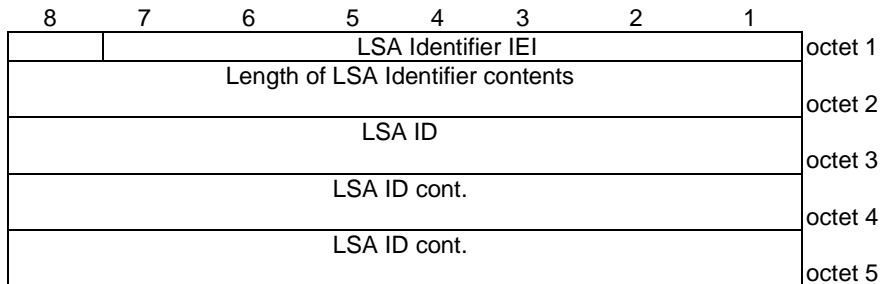 8 7 6 5 4 3 2 1
LSA Identifier IEI octet 1
Length of LSA Identifier contents
octet 2
LSA ID
octet 3
LSA ID cont.
octet 4
LSA ID cont.
octet 5